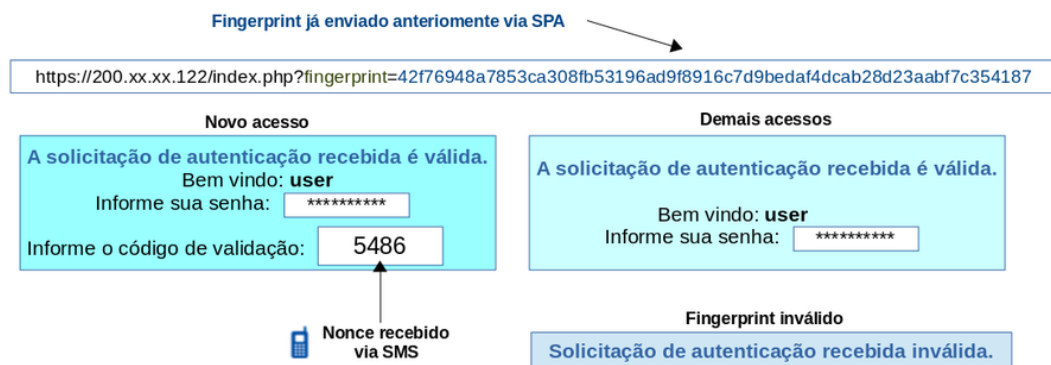 Fingerprint já enviado anteriomente via SPA
https://200.xx.xx.122/index.php?fingerprint=42f76948a7853ca308fb53196ad9f8916c7d9bedaf4dcab28d23aabf7c354187
Novo acesso
A solicitação de autenticação recebida é válida.
Bem vindo: user
Informe sua senha: **********
Informe o código de validação: 5486
Nonce recebido
via SMS
Demais acessos
A solicitação de autenticação recebida é válida.
Bem vindo: user
Informe sua senha: **********
Fingerprint inválido
Solicitação de autenticação recebida inválida.